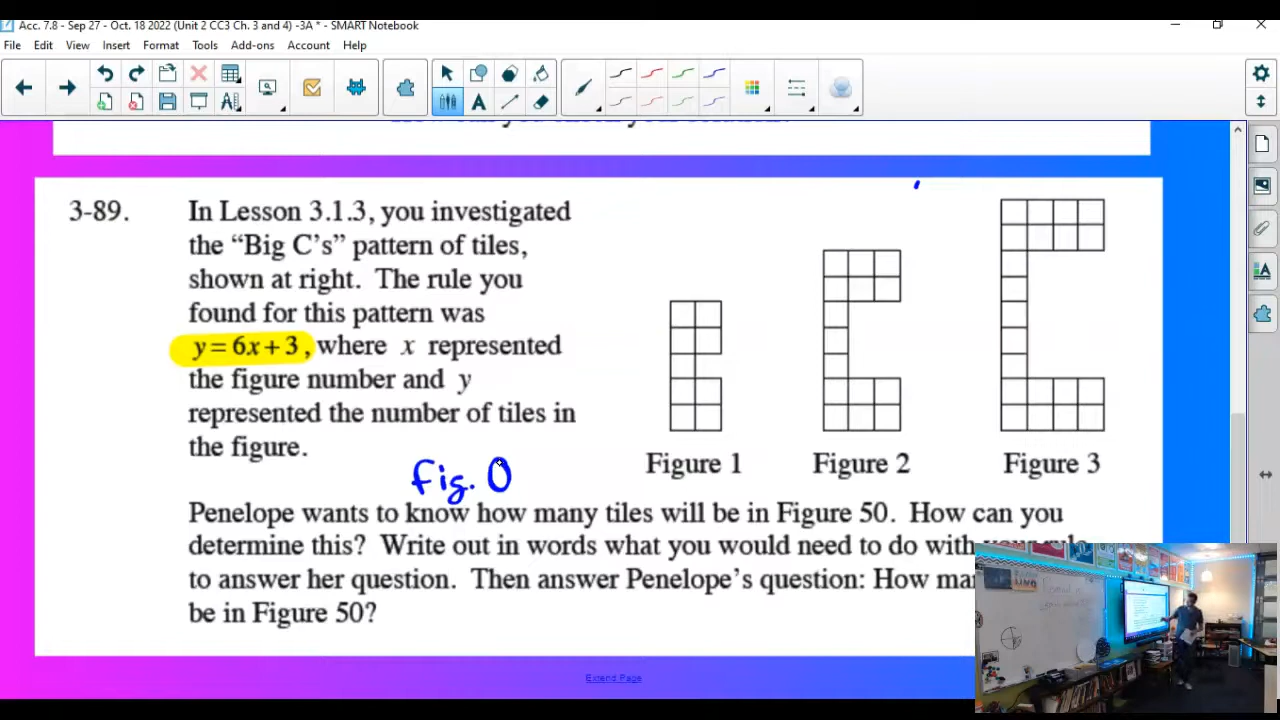 Acc. 7.8 - Sep 27 - Oct. 18 2022 (Unit 2 CC3 Ch. 3 and 4) -3A * - SMART Notebook
File Edit View Insert Format Tools Add-ons Account Help
3-89. In Lesson 3.1.3, you investigated
the “Big C’s” pattern of tiles,
shown at right. The rule you
found for this pattern was
y = 6x + 3, where x represented
the figure number and y
represented the number of tiles in
the figure.
Figure 1 Figure 2 Figure 3
fig. 0
Penelope wants to know how many tiles will be in Figure 50. How can you
determine this? Write out in words what you would need to do with
to answer her question. Then answer Penelope’s question: How
be in Figure 50?
Extend Page